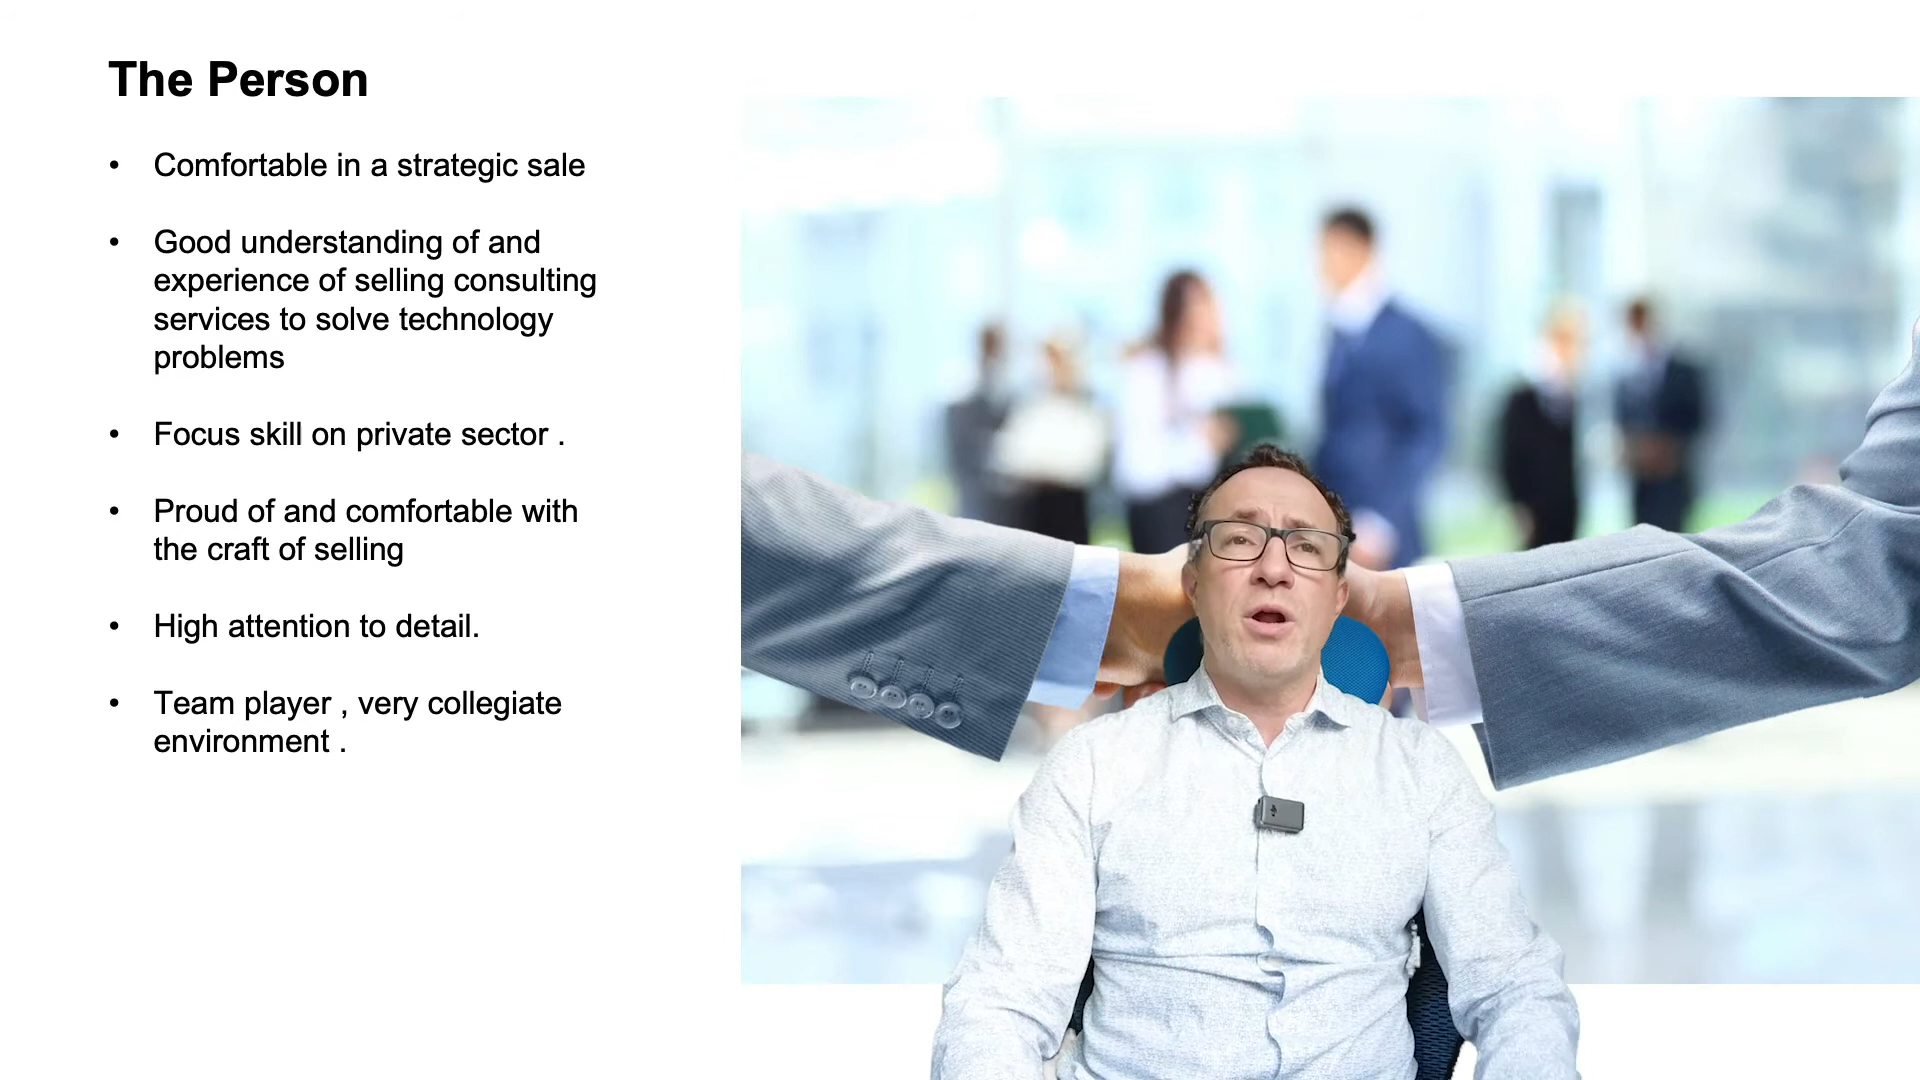 The Person
• Comfortable in a strategic sale
• Good understanding of and
experience of selling consulting
services to solve technology
problems
• Focus skill on private sector .
• Proud of and comfortable with
the craft of selling
• High attention to detail.
• Team player , very collegiate
environment .